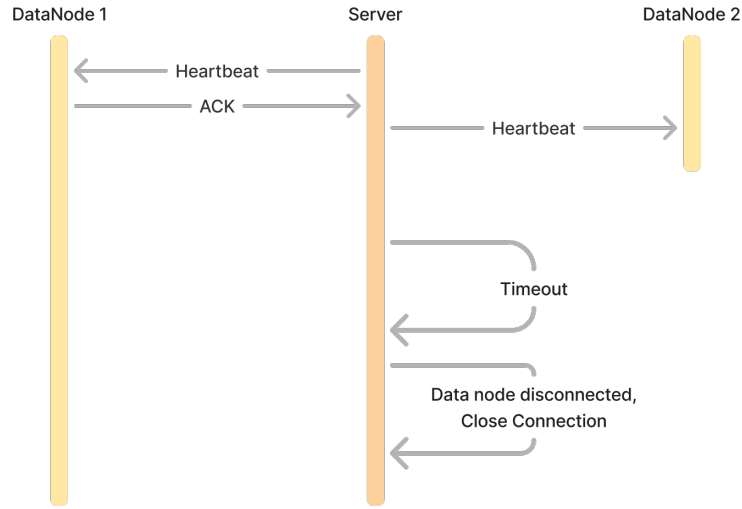 DataNode 1
Server
DataNode 2
Heartbeat
ACK
Heartbeat
Timeout
Data node disconnected,
Close Connection